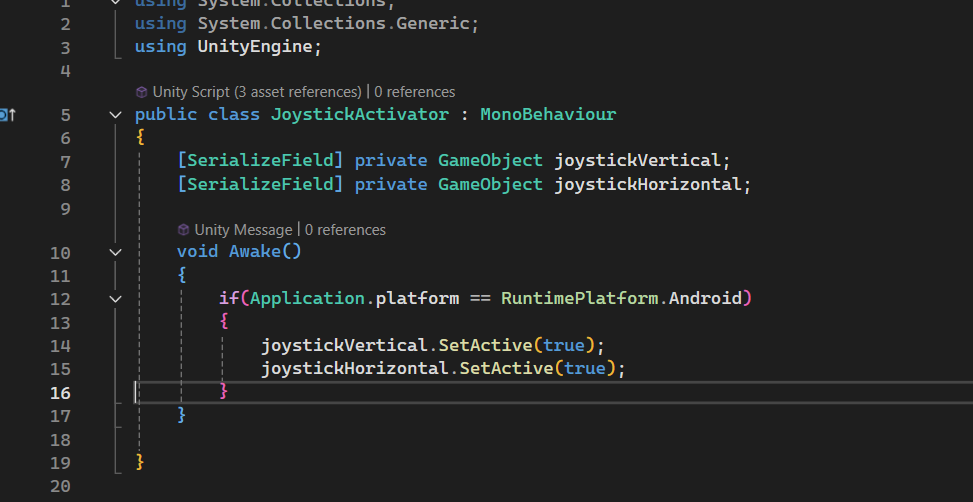 1 using System.Collections;
2 using System.Collections.Generic;
3 using UnityEngine;
4
Unity Script (3 asset references) | 0 references
5 public class JoystickActivator : MonoBehaviour
6 {
7 [SerializeField] private GameObject joystickVertical;
8 [SerializeField] private GameObject joystickHorizontal;
9
Unity Message | 0 references
10 void Awake()
11 {
12 if(Application.platform == RuntimePlatform.Android)
13 {
14 joystickVertical.SetActive(true);
15 joystickHorizontal.SetActive(true);
16 }
17 }
18
19 }
20